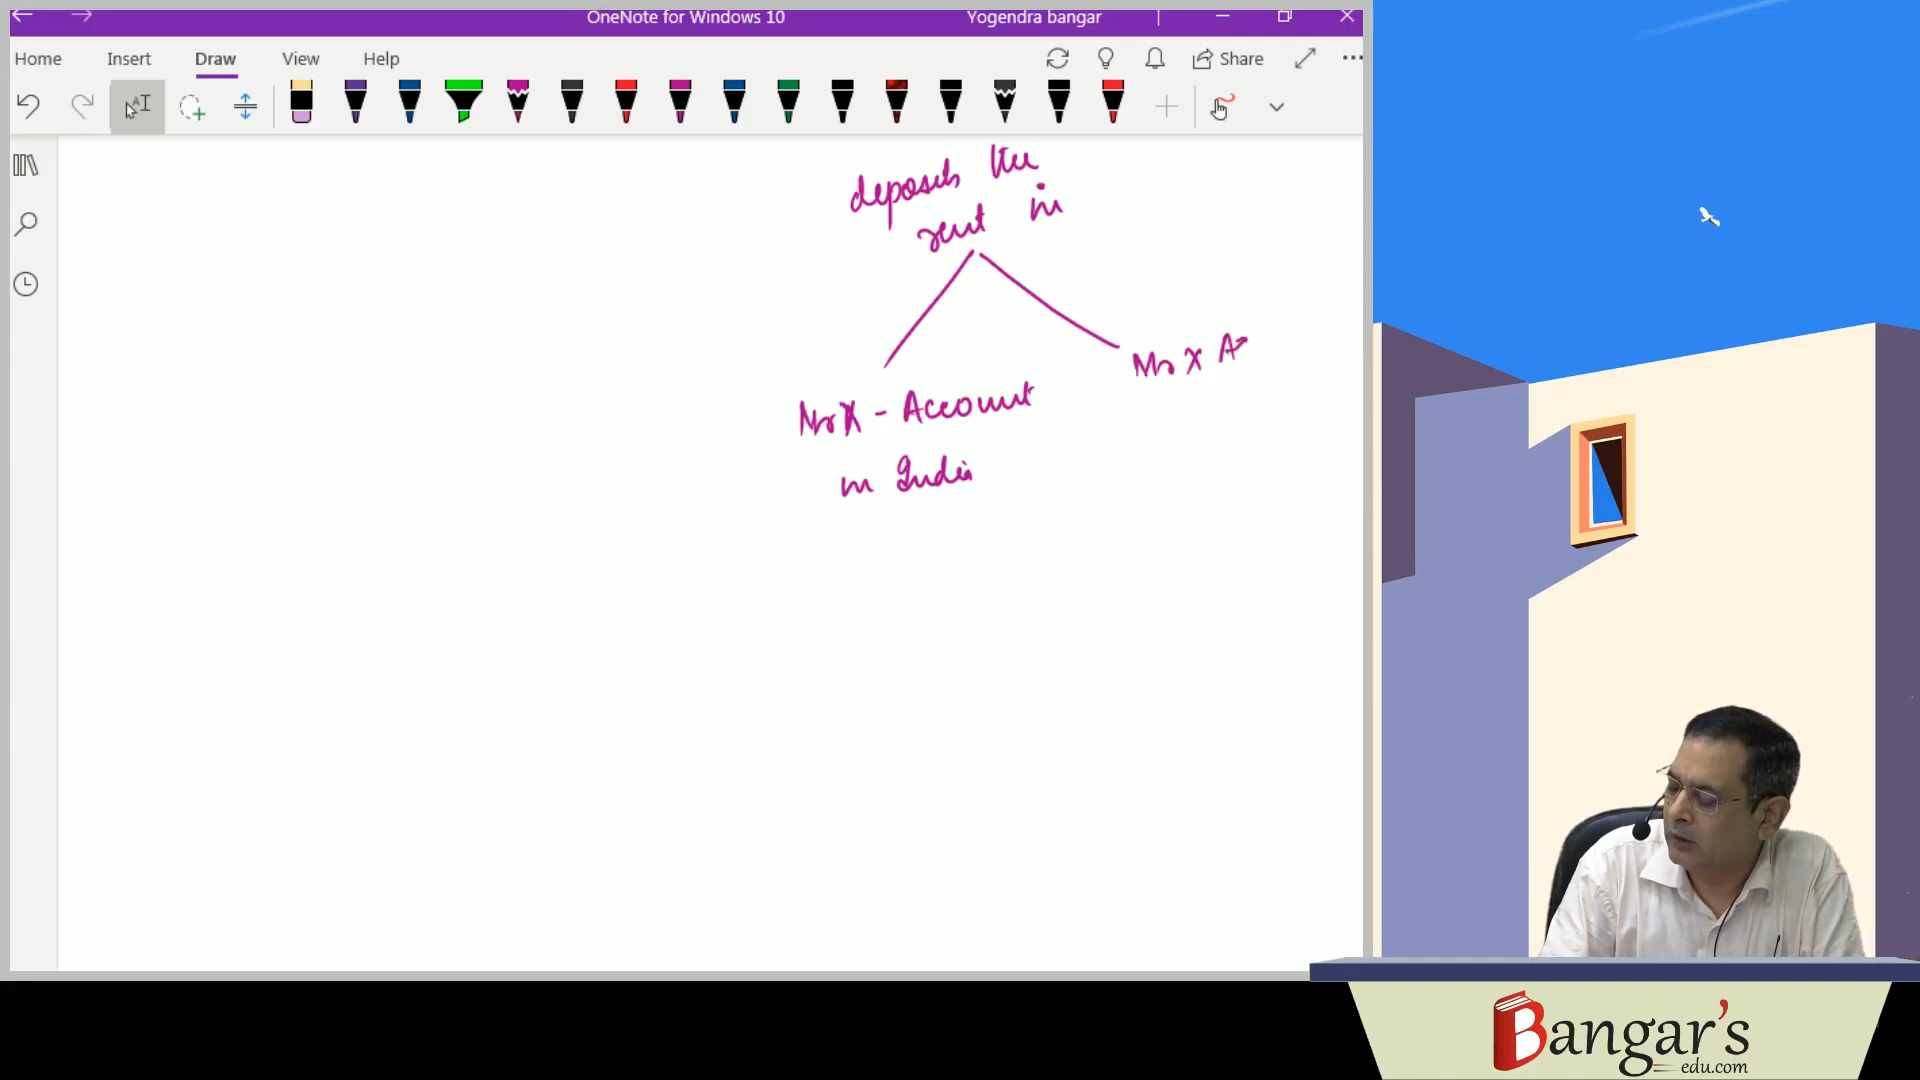 OneNote for Windows 10
Yogendra bangar
Home Insert Draw View Help
Share
deposits the
rent in
Mr X - Account
in India
Mr X A
Bangar's
edu.com